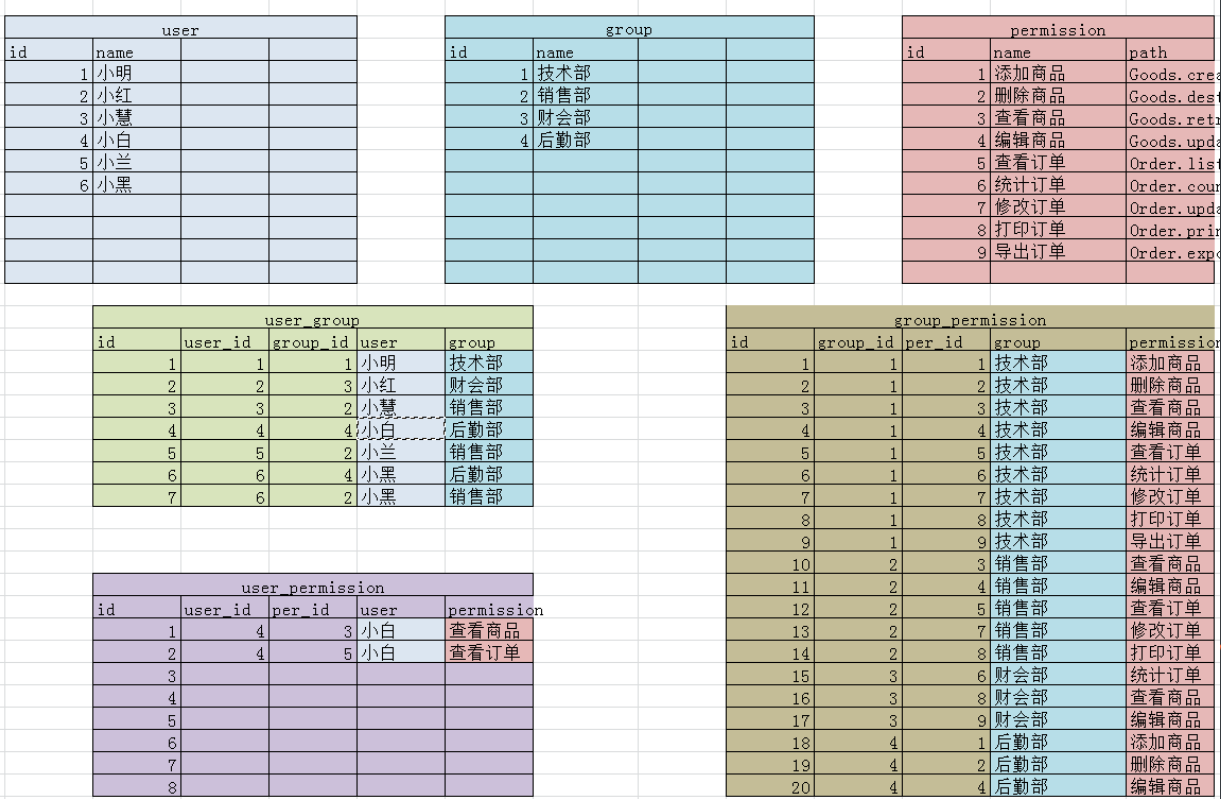 user group permission
id name id name id name path
1 小明 1 技术部 1 添加商品 Goods.crea
2 小红 2 销售部 2 删除商品 Goods.dest
3 小慧 3 财会部 3 查看商品 Goods.retr
4 小白 4 后勤部 4 编辑商品 Goods.upda
5 小兰 5 查看订单 Order.list
6 小黑 6 统计订单 Order.coun
7 修改订单 Order.upda
8 打印订单 Order.prin
9 导出订单 Order.expo
user_group group_permission
id user_id group_id user group id group_id per_id group permission
1 1 1 小明 技术部 1 1 1 技术部 添加商品
2 2 3 小红 财会部 2 1 2 技术部 删除商品
3 3 2 小慧 销售部 3 1 3 技术部 查看商品
4 4 4 小白 后勤部 4 1 4 技术部 编辑商品
5 5 2 小兰 销售部 5 1 5 技术部 查看订单
6 6 4 小黑 后勤部 6 1 6 技术部 统计订单
7 6 2 小黑 销售部 7 1 7 技术部 修改订单
8 1 8 技术部 打印订单
9 1 9 技术部 导出订单
10 2 3 销售部 查看商品
user_permission 11 2 4 销售部 编辑商品
id user_id per_id user permission 12 2 5 销售部 查看订单
1 4 3 小白 查看商品 13 2 7 销售部 修改订单
2 4 5 小白 查看订单 14 2 8 销售部 打印订单
3 15 3 6 财会部 统计订单
4 16 3 8 财会部 查看商品
5 17 3 9 财会部 编辑商品
6 18 4 1 后勤部 添加商品
7 19 4 2 后勤部 删除商品
8 20 4 4 后勤部 编辑商品